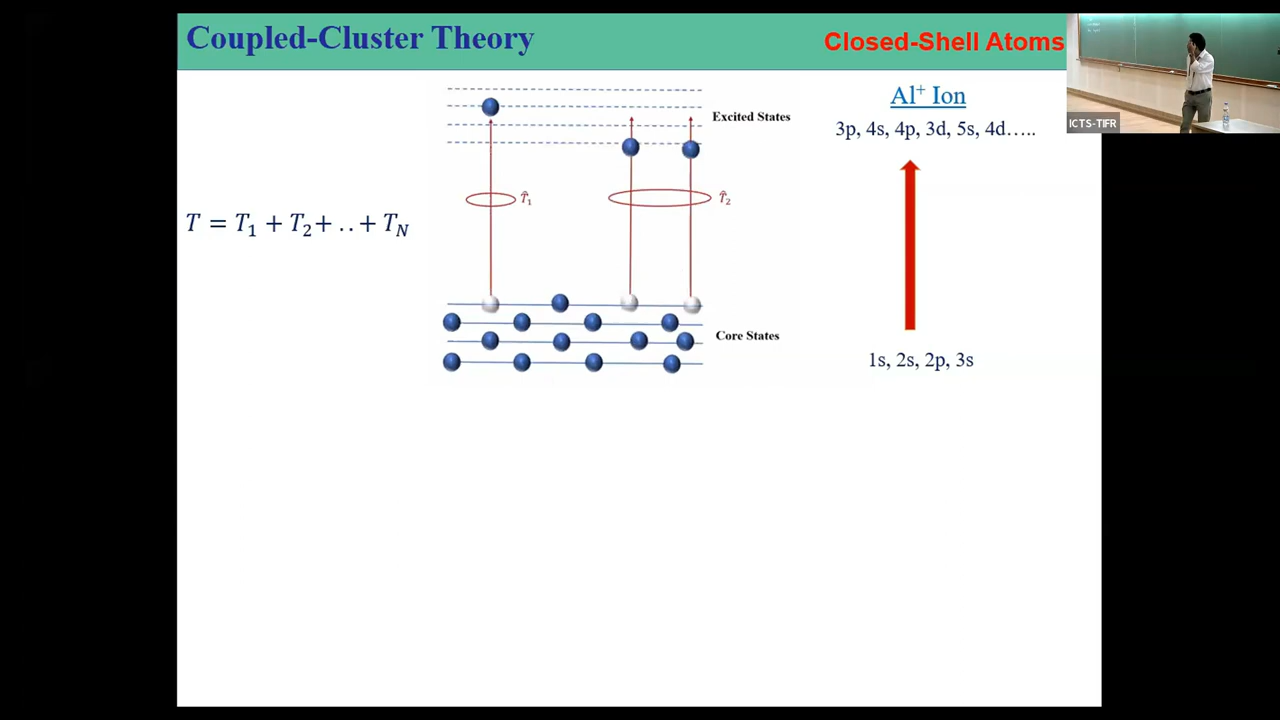 Coupled-Cluster Theory
Closed-Shell Atoms
ICTS-TIFR
Al⁺ Ion
3p, 4s, 4p, 3d, 5s, 4d…..
Excited States
T̂₁
T̂₂
T = T₁ + T₂+ . . + T_N
Core States
1s, 2s, 2p, 3s